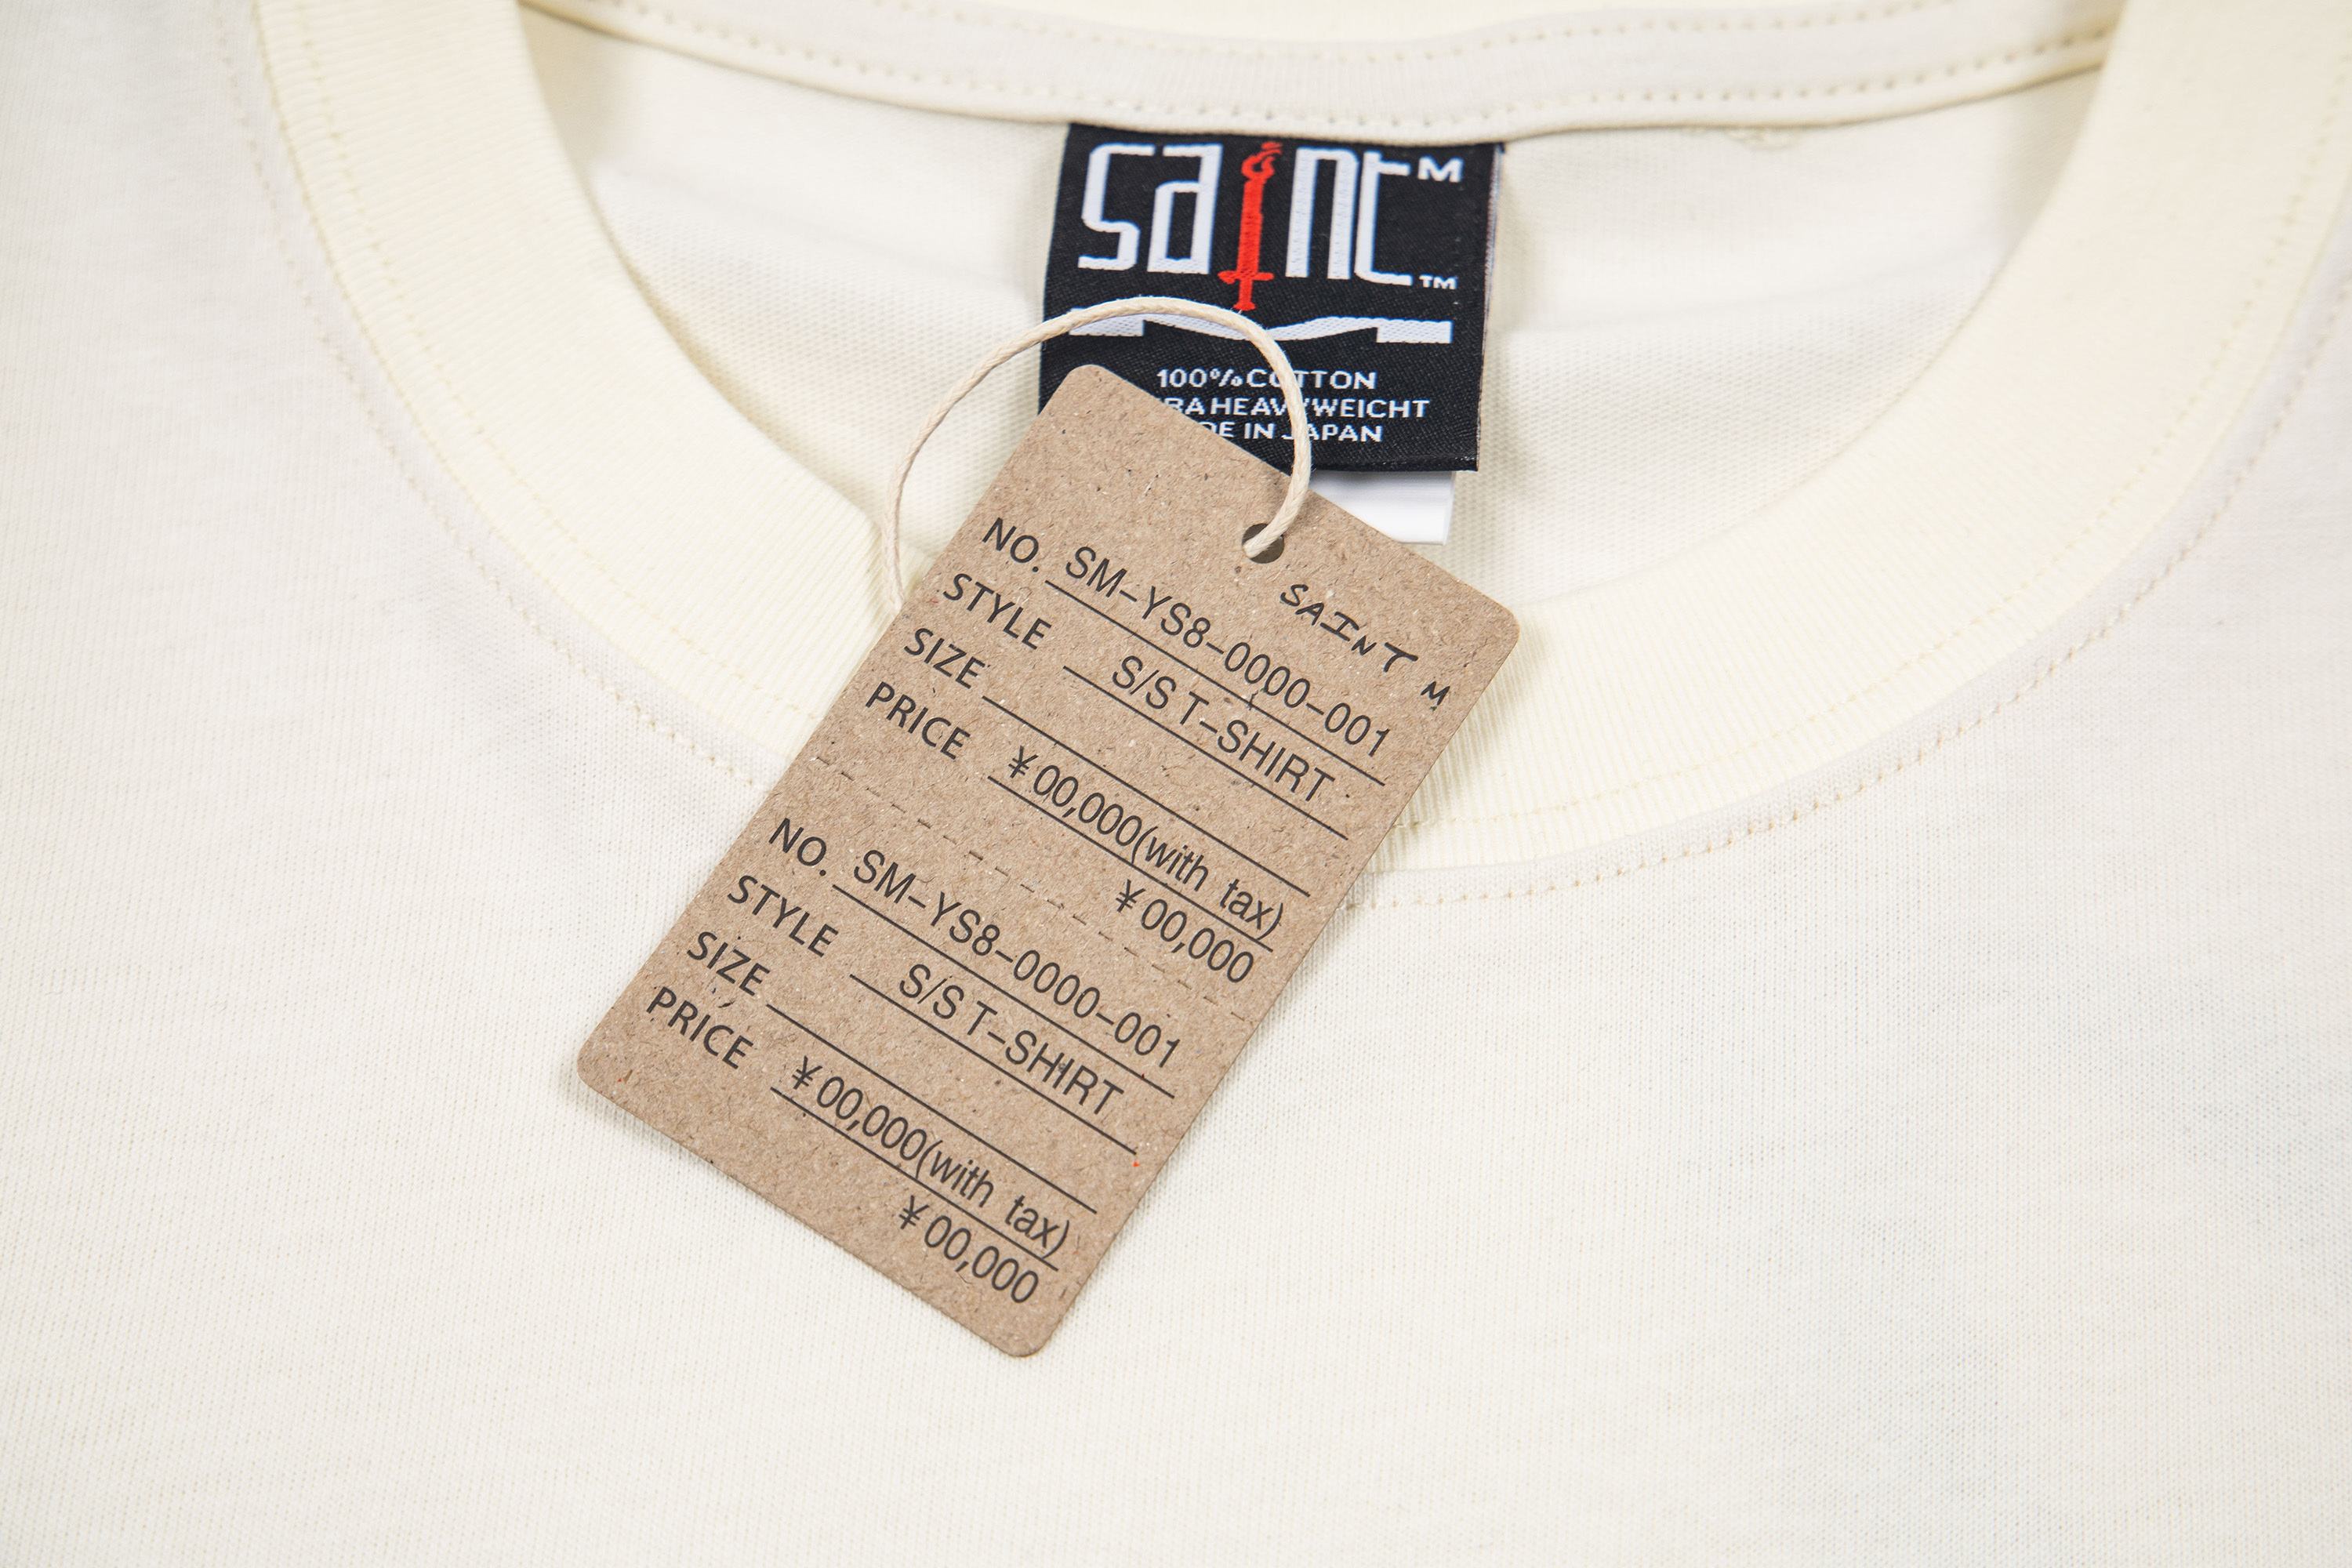 saint M
TM
100% COTTON
RA HEAVYWEIGHT
DE IN JAPAN
SAINT M
NO. SM-YS8-0000-001
STYLE S/S T-SHIRT
SIZE
PRICE ¥00,000(with tax)
¥00,000
NO. SM-YS8-0000-001
STYLE S/S T-SHIRT
SIZE
PRICE ¥00,000(with tax)
¥00,000